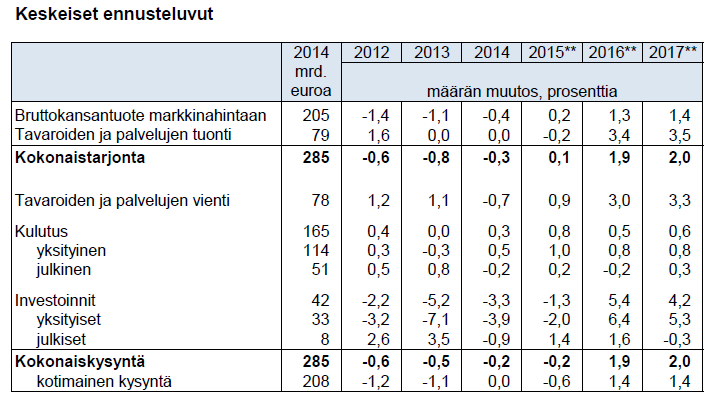 Keskeiset ennusteluvut
2014 2012 2013 2014 2015** 2016** 2017**
mrd.
euroa määrän muutos, prosenttia
Bruttokansantuote markkinahintaan 205 -1,4 -1,1 -0,4 0,2 1,3 1,4
Tavaroiden ja palvelujen tuonti 79 1,6 0,0 0,0 -0,2 3,4 3,5
Kokonaistarjonta 285 -0,6 -0,8 -0,3 0,1 1,9 2,0
Tavaroiden ja palvelujen vienti 78 1,2 1,1 -0,7 0,9 3,0 3,3
Kulutus 165 0,4 0,0 0,3 0,8 0,5 0,6
yksityinen 114 0,3 -0,3 0,5 1,0 0,8 0,8
julkinen 51 0,5 0,8 -0,2 0,2 -0,2 0,3
Investoinnit 42 -2,2 -5,2 -3,3 -1,3 5,4 4,2
yksityiset 33 -3,2 -7,1 -3,9 -2,0 6,4 5,3
julkiset 8 2,6 3,5 -0,9 1,4 1,6 -0,3
Kokonaiskysyntä 285 -0,6 -0,5 -0,2 -0,2 1,9 2,0
kotimainen kysyntä 208 -1,2 -1,1 0,0 -0,6 1,4 1,4